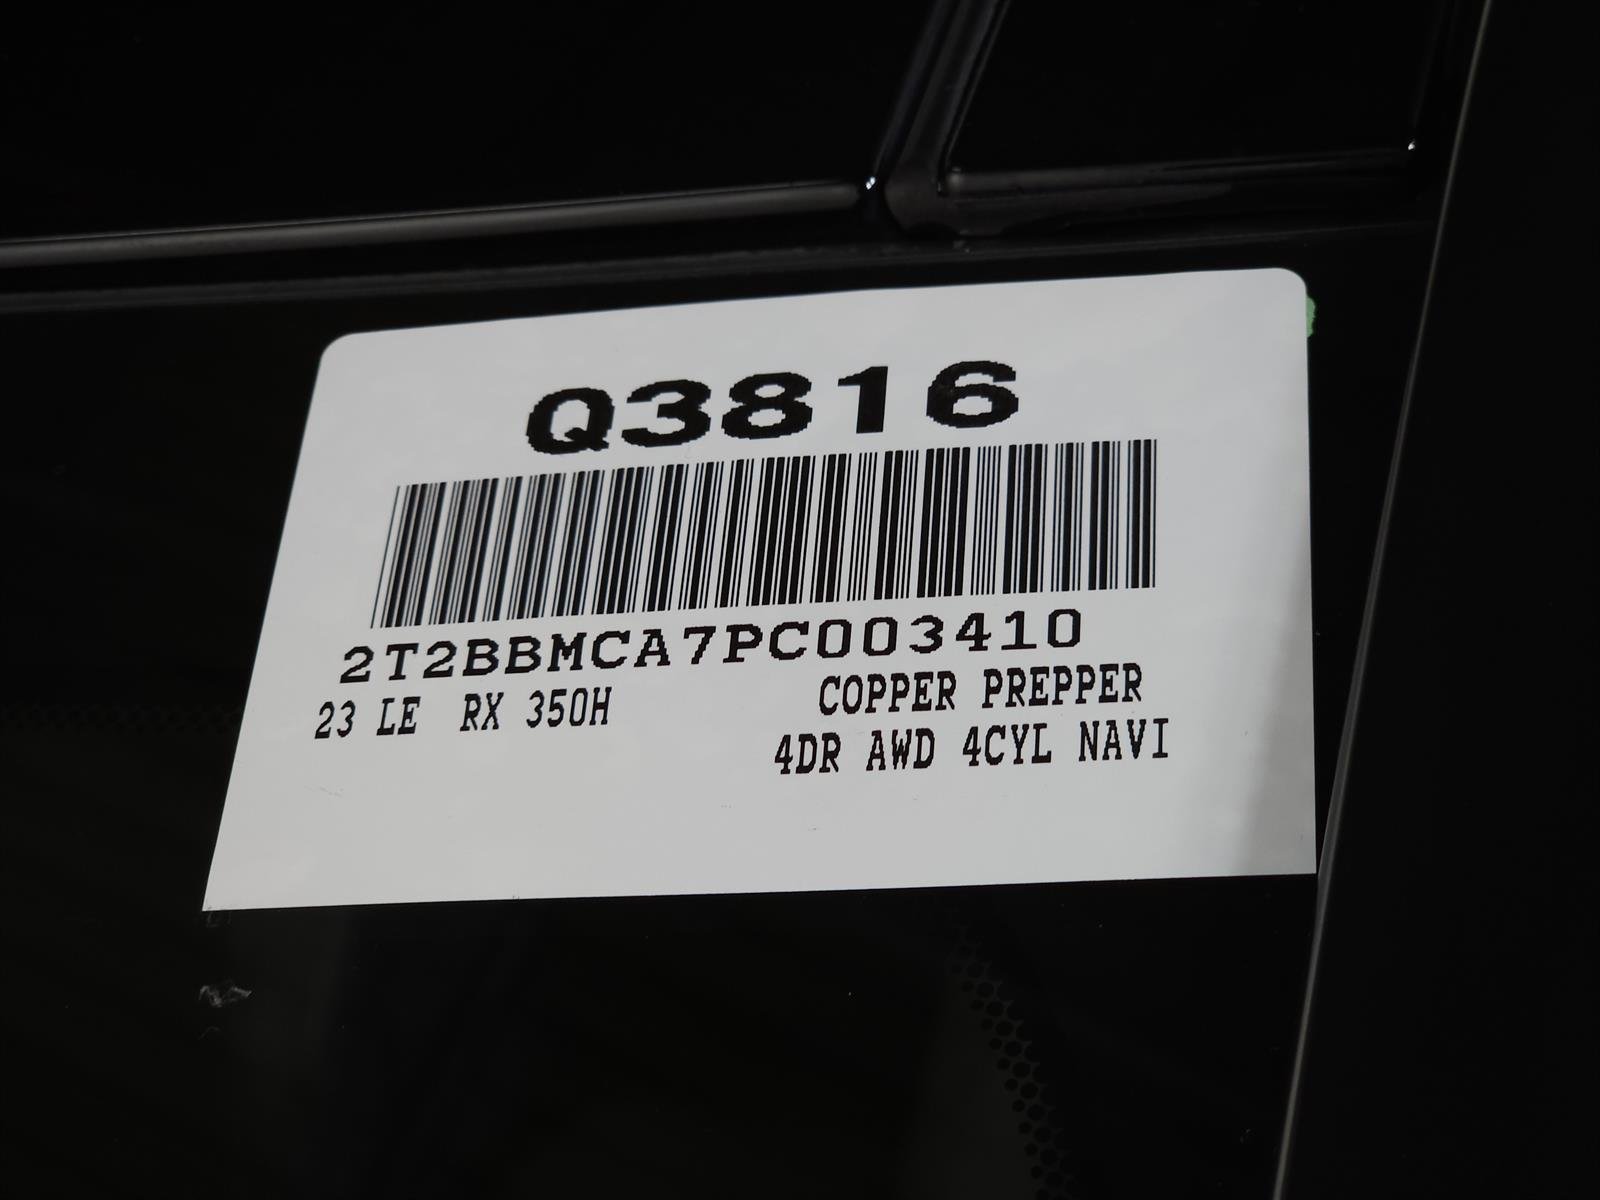 Q3816
2T2BBMCA7PC003410
23 LE RX 350H
COPPER PREPPER
4DR AWD 4CYL NAVI